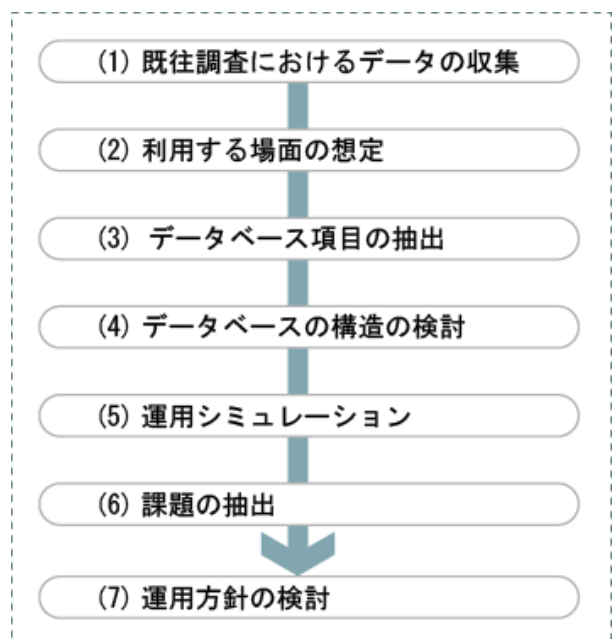 (1) 既往調査におけるデータの収集
(2) 利用する場面の想定
(3) データベース項目の抽出
(4) データベースの構造の検討
(5) 運用シミュレーション
(6) 課題の抽出
(7) 運用方針の検討